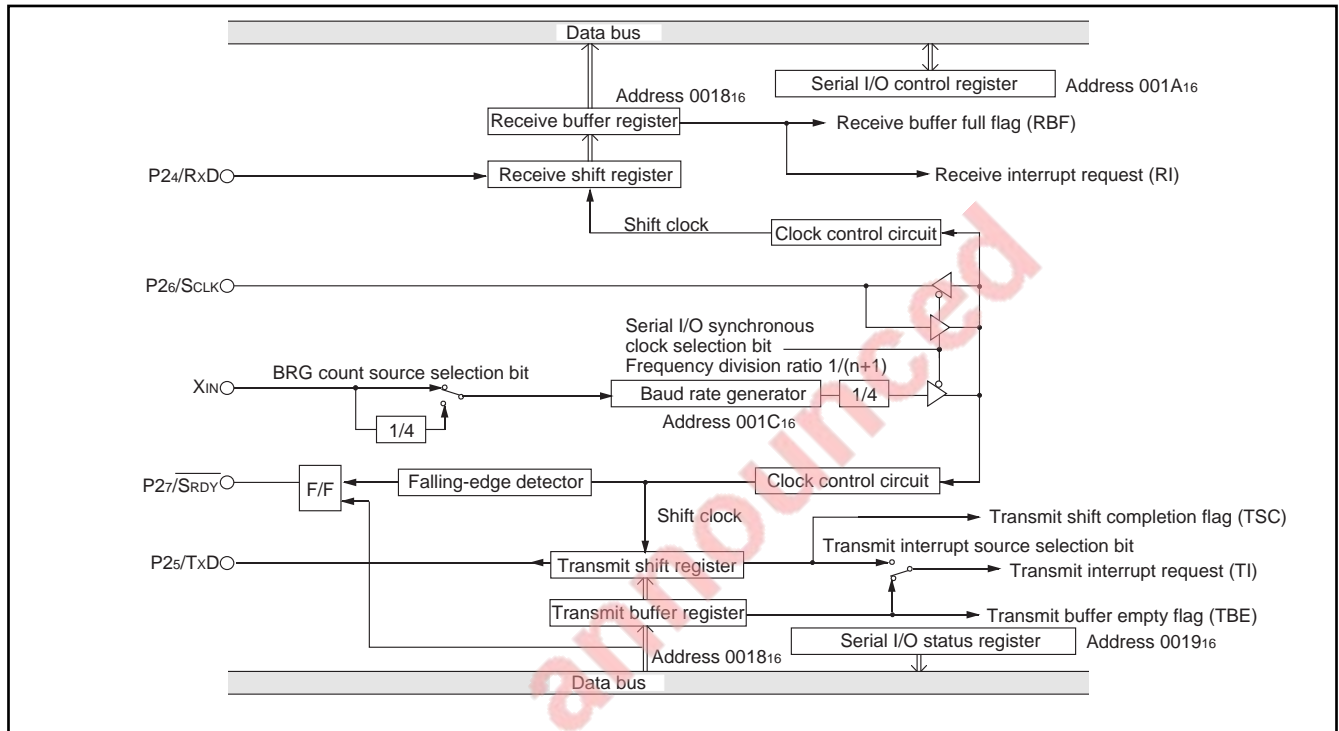 Data bus
Serial I/O control register
Address 001A16
Address 001816
Receive buffer register
Receive buffer full flag (RBF)
P24/RXD
Receive shift register
Receive interrupt request (RI)
Shift clock
Clock control circuit
P26/SCLK
Serial I/O synchronous
clock selection bit
Frequency division ratio 1/(n+1)
BRG count source selection bit
XIN
Baud rate generator
1/4
Address 001C16
1/4
P27/SRDY
F/F
Falling-edge detector
Clock control circuit
Shift clock
Transmit shift completion flag (TSC)
Transmit interrupt source selection bit
P25/TXD
Transmit shift register
Transmit interrupt request (TI)
Transmit buffer register
Transmit buffer empty flag (TBE)
Serial I/O status register
Address 001916
Address 001816
Data bus
announced